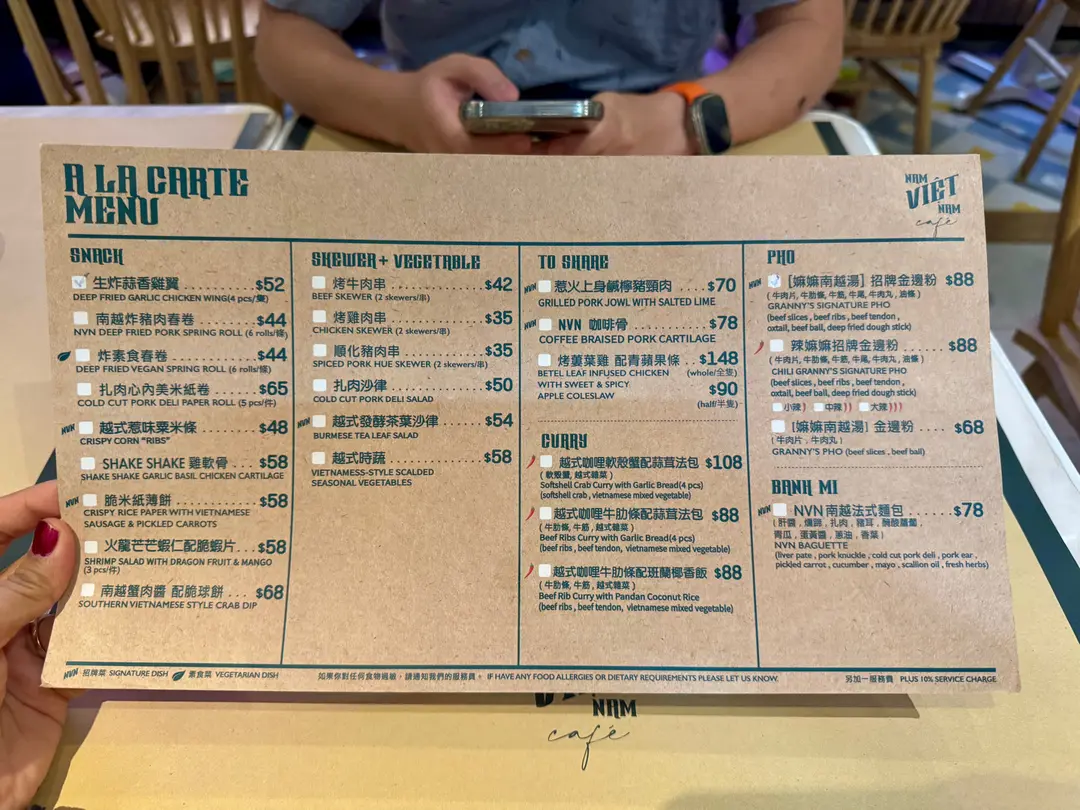 A LA CARTE
MENU
NAM
VIỆT
NAM
café
SNACK
生炸蒜香雞翼 $52
DEEP FRIED GARLIC CHICKEN WING(4 pcs/隻)
南越炸豬肉春卷 $44
NVN DEEP FRIED PORK SPRING ROLL (6 rolls/條)
炸素食春卷 $44
DEEP FRIED VEGAN SPRING ROLL (6 rolls/條)
扎肉心內美米紙卷 $65
COLD CUT PORK DELI PAPER ROLL (5 pcs/件)
NVN 越式惹味粟米條 $48
CRISPY CORN "RIBS"
SHAKE SHAKE 雞軟骨 $58
SHAKE SHAKE GARLIC BASIL CHICKEN CARTILAGE
NVN 脆米紙薄餅 $58
CRISPY RICE PAPER WITH VIETNAMESE
SAUSAGE & PICKLED CARROTS
火龍芒芒蝦仁配脆蝦片 $58
SHRIMP SALAD WITH DRAGON FRUIT & MANGO
(3 pcs/件)
南越蟹肉醬 配脆球餅 $68
SOUTHERN VIETNAMESE STYLE CRAB DIP
SKEWER + VEGETABLE
烤牛肉串 $42
BEEF SKEWER (2 skewers/串)
烤雞肉串 $35
CHICKEN SKEWER (2 skewers/串)
順化豬肉串 $35
SPICED PORK HUE SKEWER (2 skewers/串)
扎肉沙律 $50
COLD CUT PORK DELI SALAD
NVN 越式發酵茶葉沙律 $54
BURMESE TEA LEAF SALAD
越式時蔬 $58
VIETNAMESS-STYLE SCALDED
SEASONAL VEGETABLES
TO SHARE
NVN 惹火上身鹹檸豬頸肉 $70
GRILLED PORK JOWL WITH SALTED LIME
NVN NVN 咖啡骨 $78
COFFEE BRAISED PORK CARTILAGE
烤蔞葉雞 配青蘋果條 $148
BETEL LEAF INFUSED CHICKEN (whole/全隻)
WITH SWEET & SPICY $90
APPLE COLESLAW (half/半隻)
CURRY
越式咖哩軟殼蟹配蒜茸法包 $108
(軟殼蟹, 越式雜菜)
Softshell Crab Curry with Garlic Bread(4 pcs)
(softshell crab , vietnamese mixed vegetable)
越式咖哩牛肋條配蒜茸法包 $88
(牛肋條, 牛筋 , 越式雜菜)
Beef Ribs Curry with Garlic Bread(4 pcs)
(beef ribs , beef tendon, vietnamese mixed vegetable)
越式咖哩牛肋條配班蘭椰香飯 $88
(牛肋條, 牛筋 , 越式雜菜)
Beef Rib Curry with Pandan Coconut Rice
(beef ribs , beef tendon, vietnamese mixed vegetable)
PHO
NVN [嫲嫲南越湯] 招牌金邊粉 $88
(牛肉片, 牛肋條, 牛筋, 牛尾, 牛肉丸 , 油條)
GRANNY'S SIGNATURE PHO
(beef slices , beef ribs , beef tendon ,
oxtail, beef ball, deep fried dough stick)
辣嫲嫲招牌金邊粉 $88
(牛肉片, 牛肋條, 牛筋, 牛尾, 牛肉丸 , 油條)
CHILI GRANNY'S SIGNATURE PHO
(beef slices , beef ribs , beef tendon ,
oxtail, beef ball, deep fried dough stick)
小辣 中辣 大辣
[嫲嫲南越湯] 金邊粉 $68
(牛肉片 , 牛肉丸)
GRANNY'S PHO (beef slices , beef ball)
BANH MI
NVN NVN南越法式麵包 $78
(肝醬 , 燻蹄 , 扎肉 , 豬耳 , 醃酸蘿蔔 ,
青瓜 , 蛋黃醬 , 蔥油 , 香菜)
NVN BAGUETTE
(liver pate , pork knuckle , cold cut pork deli , pork ear ,
pickled carrot , cucumber , mayo , scallion oil , fresh herbs)
NVN 招牌菜 SIGNATURE DISH 素食菜 VEGETARIAN DISH 如果你對任何食物過敏，請通知我們的服務員。 IF HAVE ANY FOOD ALLERGIES OR DIETARY REQUIREMENTS PLEASE LET US KNOW. 另加一服務費 PLUS 10% SERVICE CHARGE
NAM
café